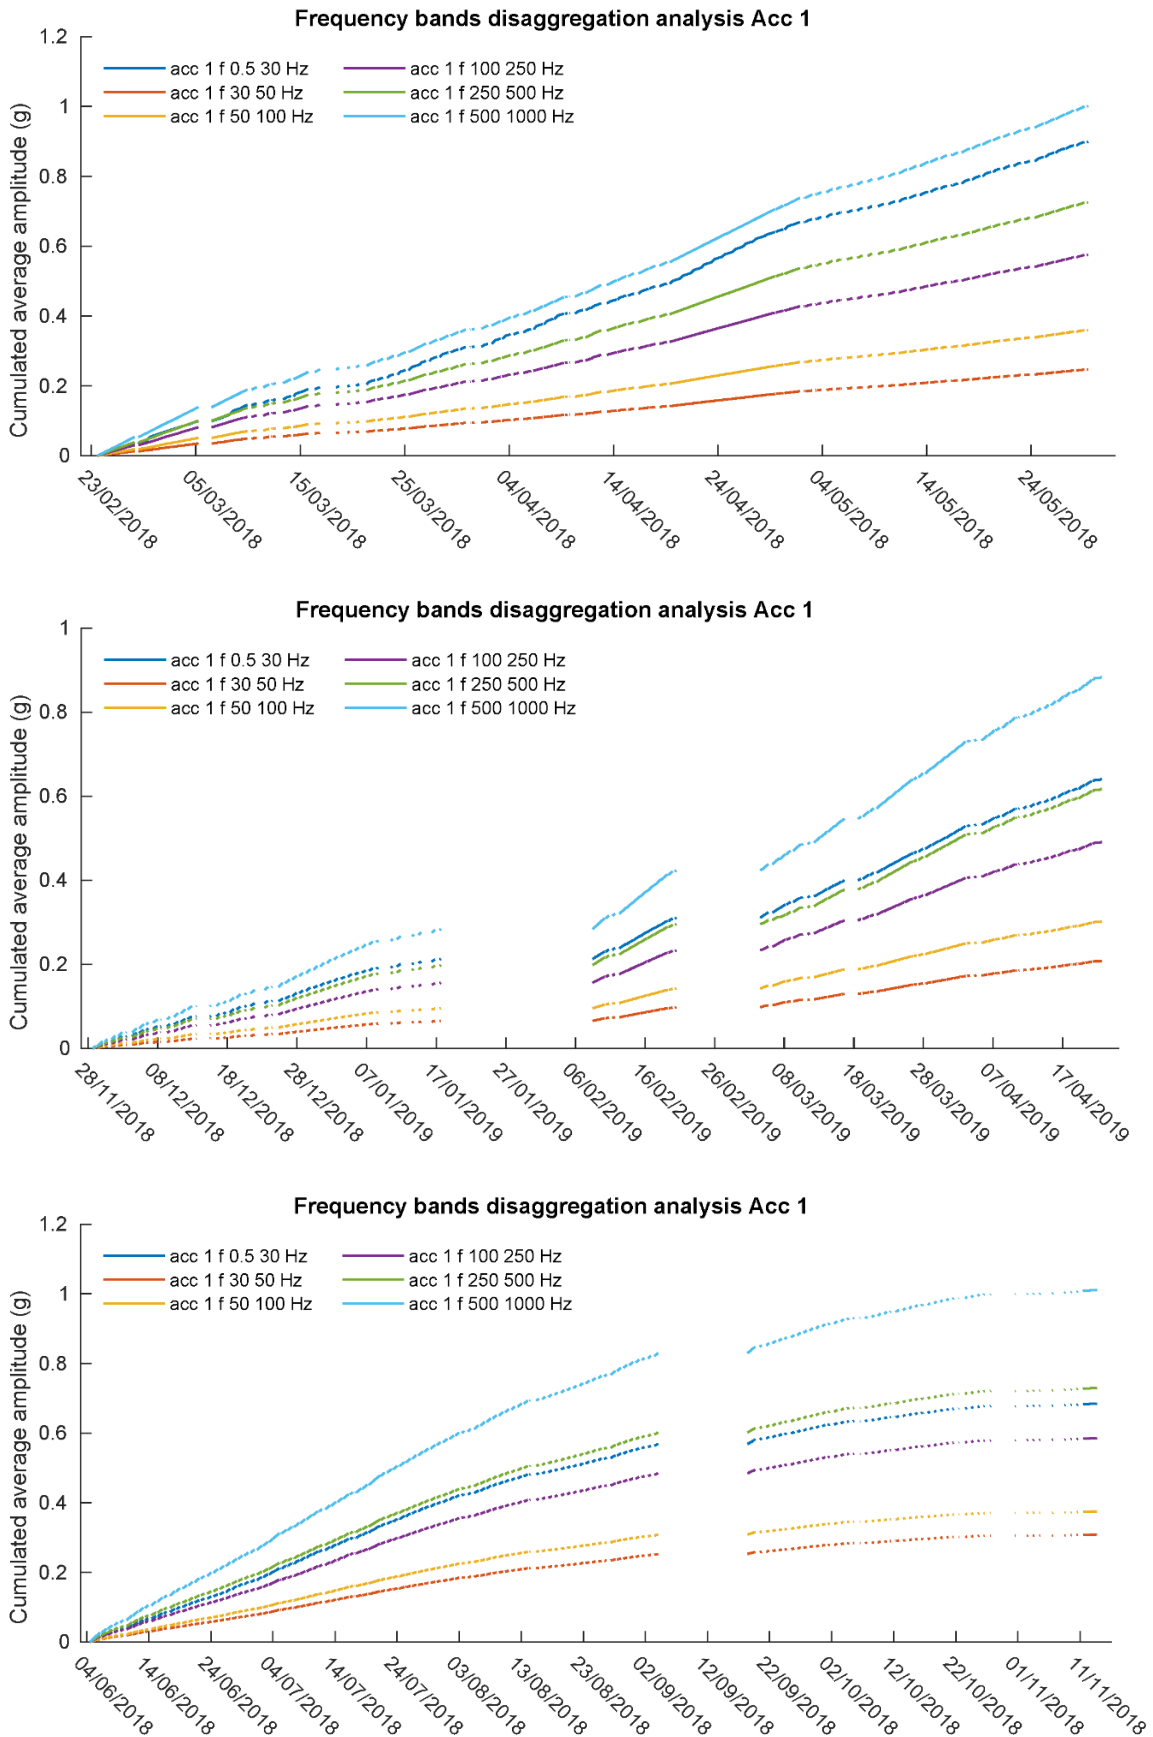 Frequency bands disaggregation analysis Acc 1
1.2
1
0.8
0.6
0.4
0.2
0
Cumulated average amplitude (g)
acc 1 f 0.5 30 Hz
acc 1 f 30 50 Hz
acc 1 f 50 100 Hz
acc 1 f 100 250 Hz
acc 1 f 250 500 Hz
acc 1 f 500 1000 Hz
23/02/2018
05/03/2018
15/03/2018
25/03/2018
04/04/2018
14/04/2018
24/04/2018
04/05/2018
14/05/2018
24/05/2018
Frequency bands disaggregation analysis Acc 1
1
0.8
0.6
0.4
0.2
0
Cumulated average amplitude (g)
acc 1 f 0.5 30 Hz
acc 1 f 30 50 Hz
acc 1 f 50 100 Hz
acc 1 f 100 250 Hz
acc 1 f 250 500 Hz
acc 1 f 500 1000 Hz
28/11/2018
08/12/2018
18/12/2018
28/12/2018
07/01/2019
17/01/2019
27/01/2019
06/02/2019
16/02/2019
26/02/2019
08/03/2019
18/03/2019
28/03/2019
07/04/2019
17/04/2019
Frequency bands disaggregation analysis Acc 1
1.2
1
0.8
0.6
0.4
0.2
0
Cumulated average amplitude (g)
acc 1 f 0.5 30 Hz
acc 1 f 30 50 Hz
acc 1 f 50 100 Hz
acc 1 f 100 250 Hz
acc 1 f 250 500 Hz
acc 1 f 500 1000 Hz
04/06/2018
14/06/2018
24/06/2018
04/07/2018
14/07/2018
24/07/2018
03/08/2018
13/08/2018
23/08/2018
02/09/2018
12/09/2018
22/09/2018
02/10/2018
12/10/2018
22/10/2018
01/11/2018
11/11/2018